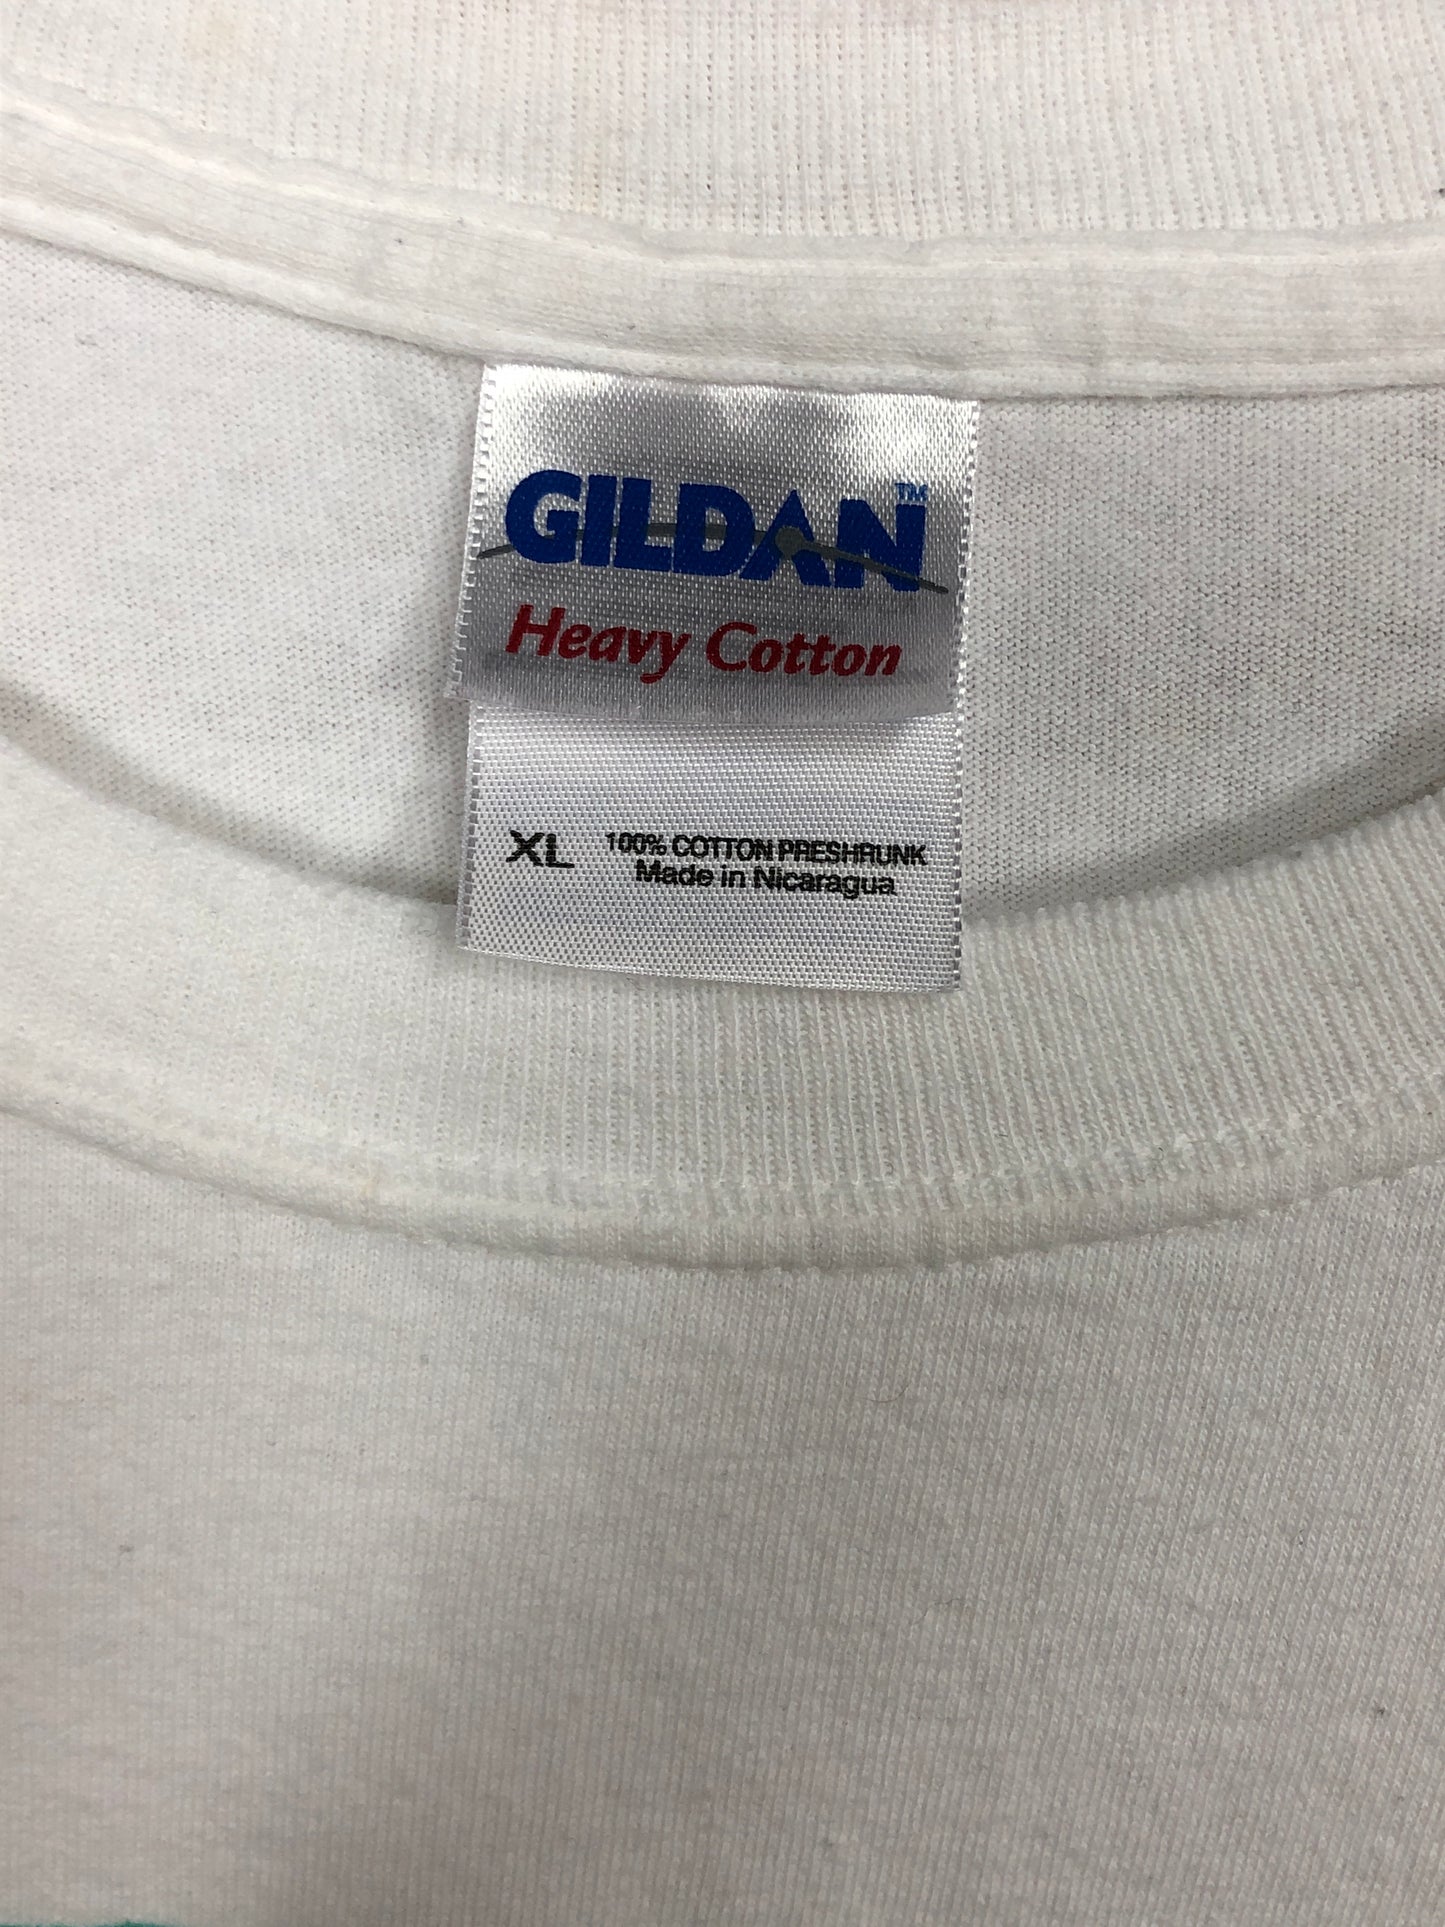 GILDAN™
Heavy Cotton
XL 100% COTTON PRESHRUNK
Made in Nicaragua